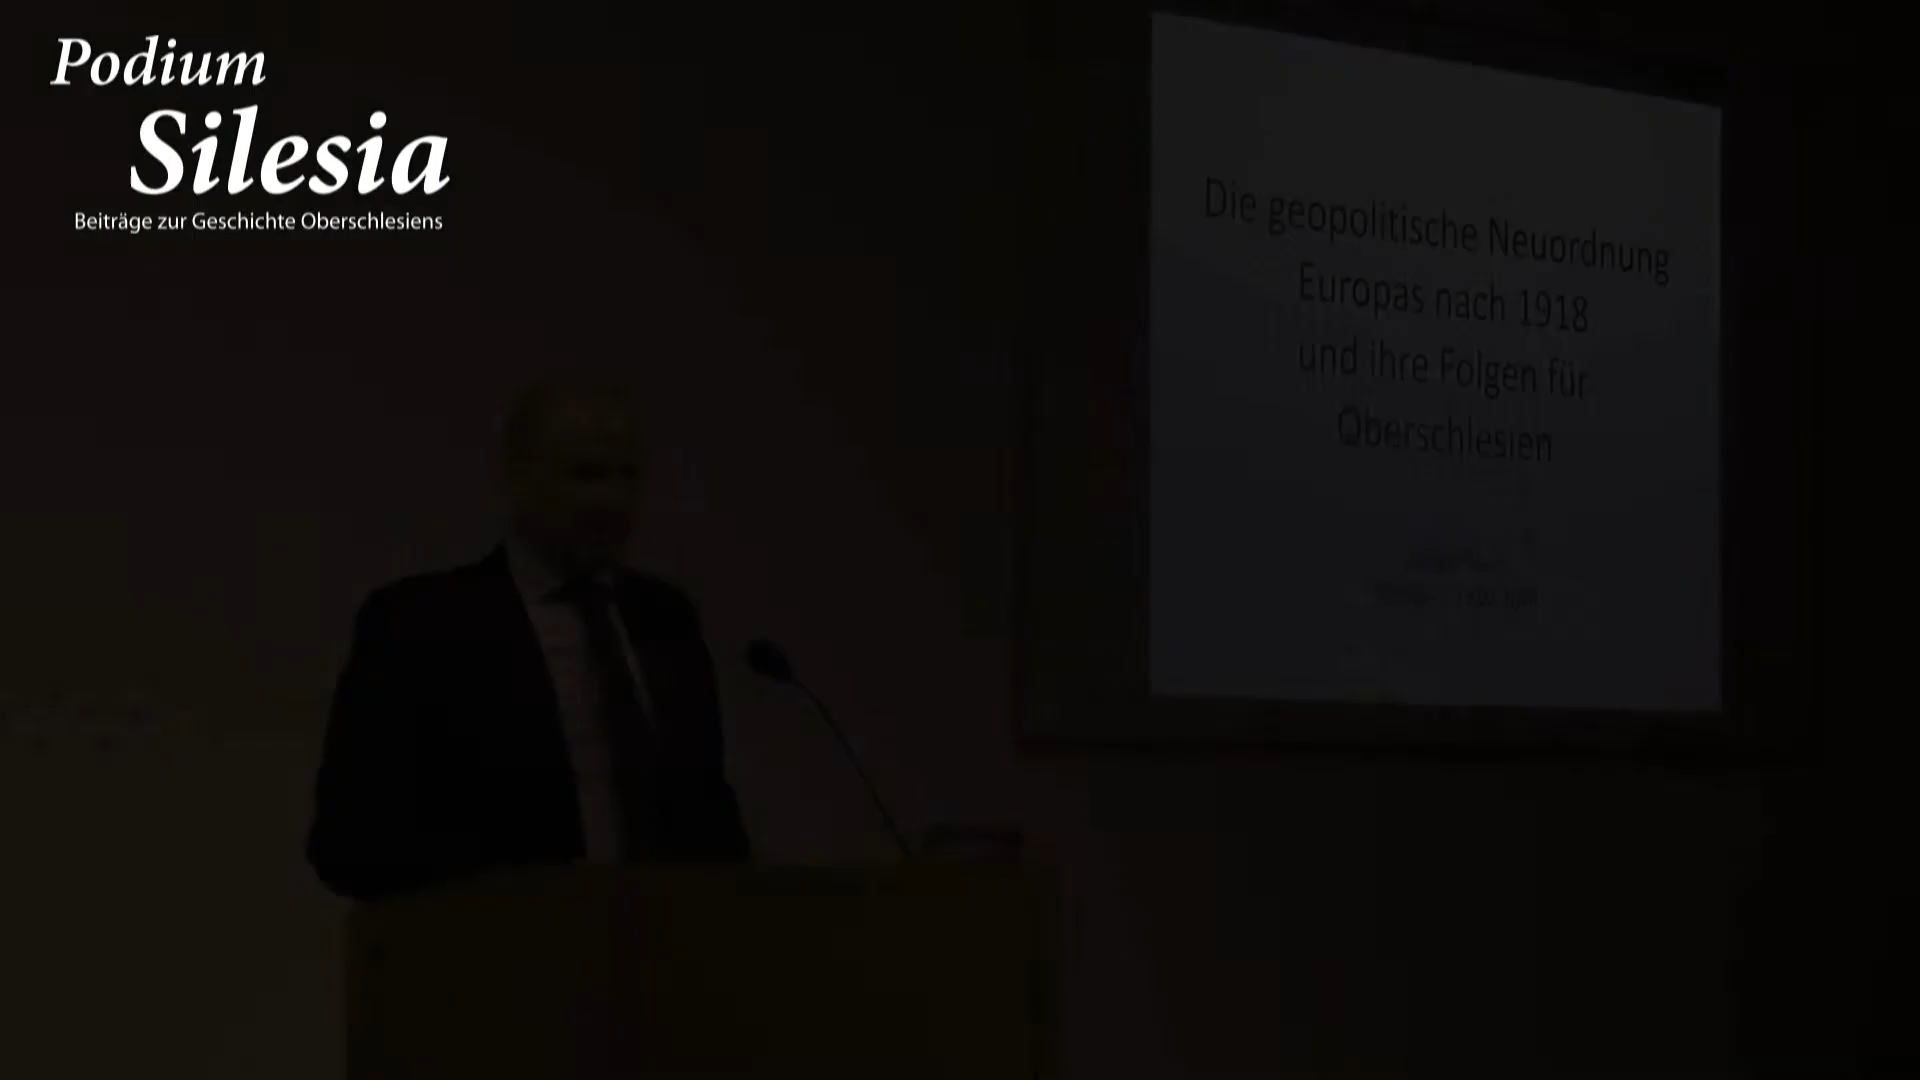 Podium
Silesia
Beiträge zur Geschichte Oberschlesiens
Die geopolitische Neuordnung
Europas nach 1918
und ihre Folgen für
Oberschlesien